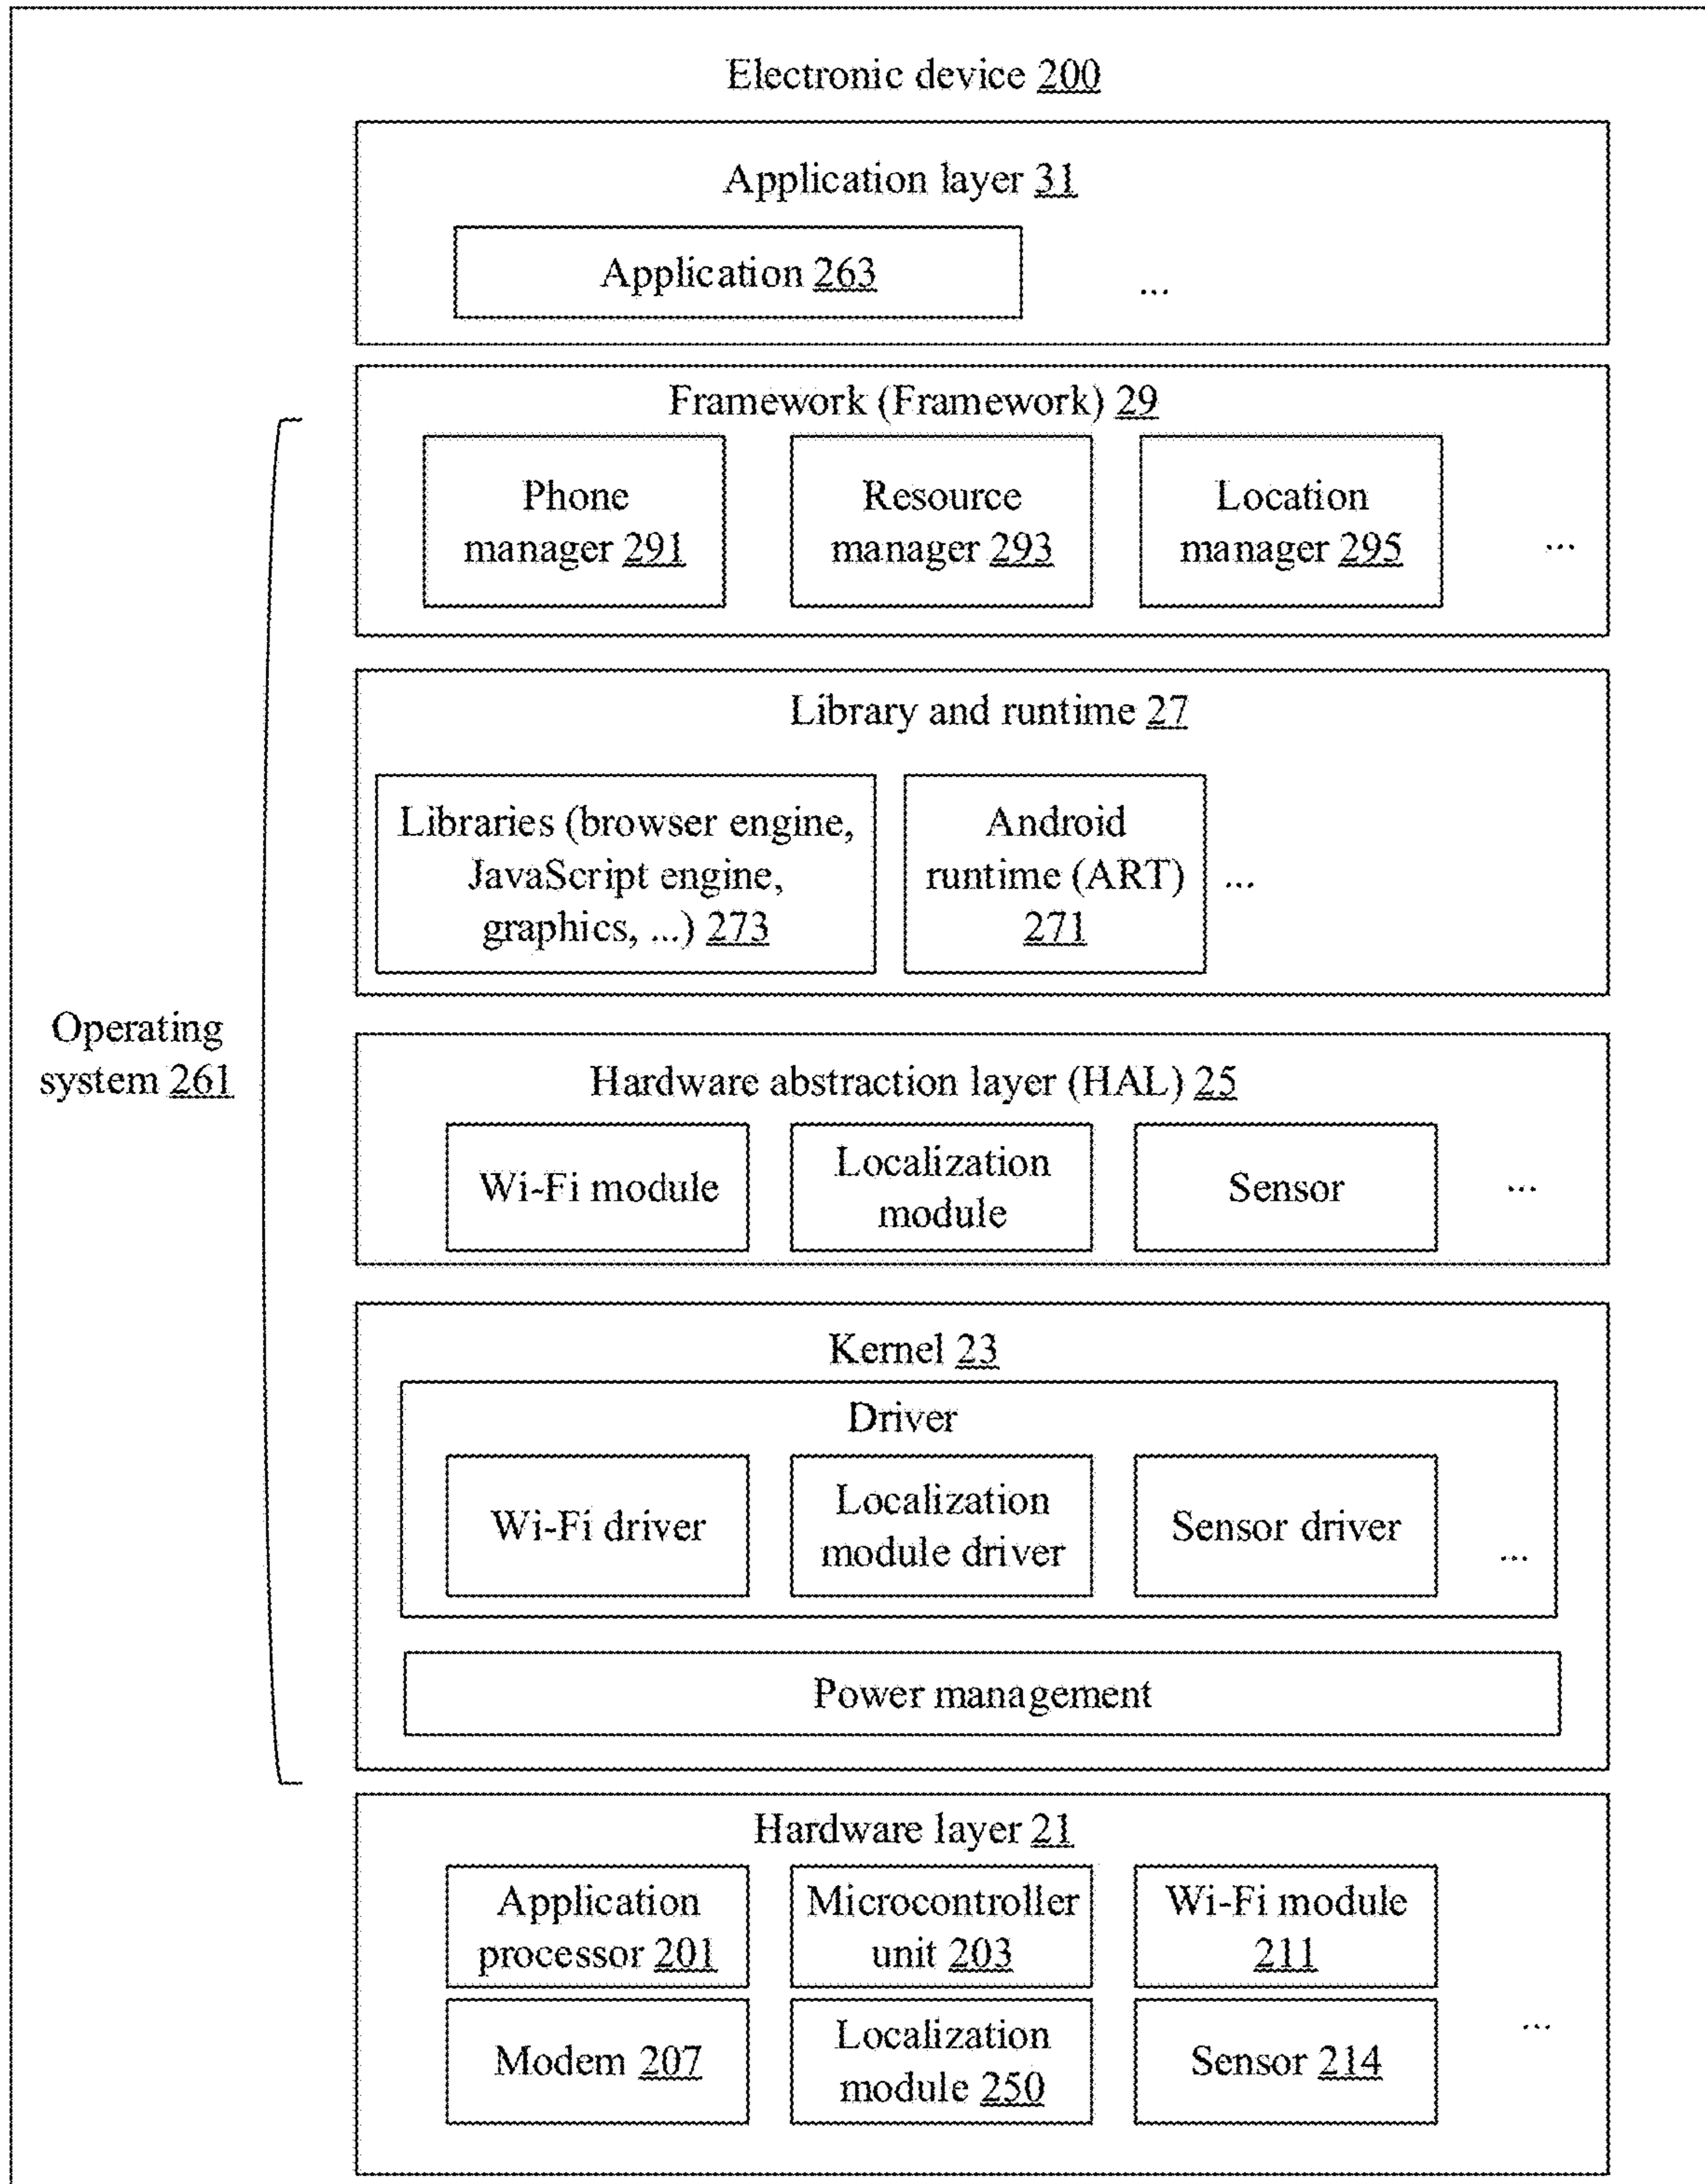 Electronic device 200
Application layer 31
Application 263
...
Framework (Framework) 29
Phone
manager 291
Resource
manager 293
Location
manager 295
...
Library and runtime 27
Libraries (browser engine,
JavaScript engine,
graphics, ...) 273
Android
runtime (ART)
271
...
Operating
system 261
Hardware abstraction layer (HAL) 25
Wi-Fi module
Localization
module
Sensor
...
Kernel 23
Driver
Wi-Fi driver
Localization
module driver
Sensor driver
...
Power management
Hardware layer 21
Application
processor 201
Microcontroller
unit 203
Wi-Fi module
211
Modem 207
Localization
module 250
Sensor 214
...